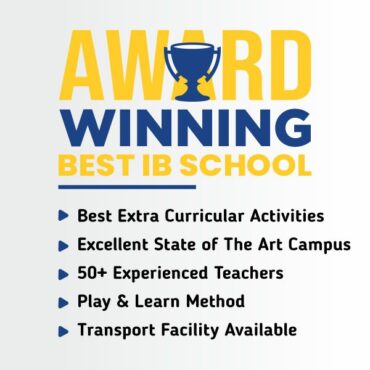 AWARD
WINNING
BEST IB SCHOOL
Best Extra Curricular Activities
Excellent State of The Art Campus
50+ Experienced Teachers
Play & Learn Method
Transport Facility Available